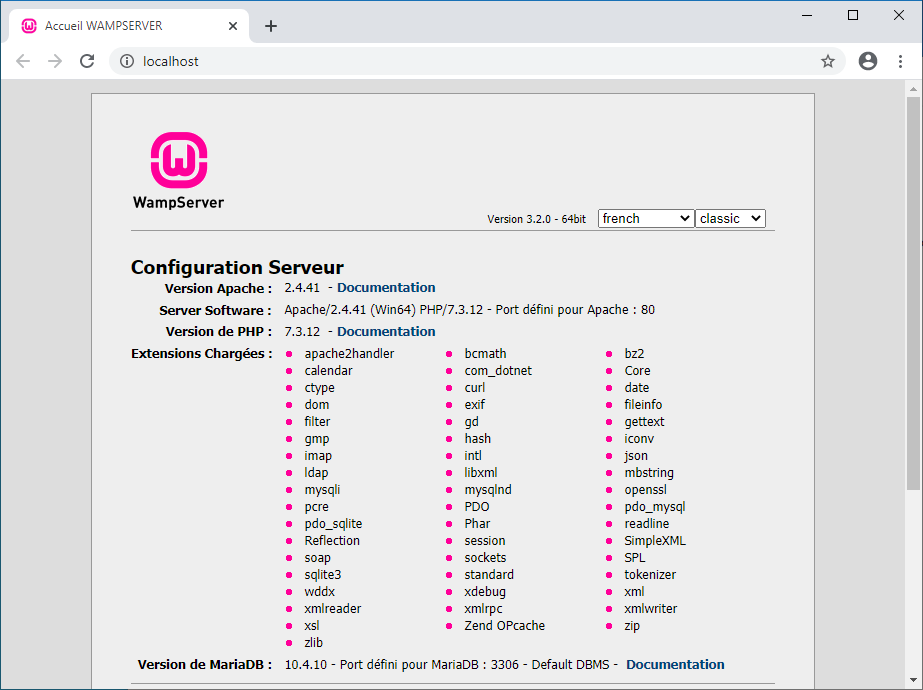 Accueil WAMPSERVER
localhost
WampServer
Version 3.2.0 - 64bit french classic
Configuration Serveur
Version Apache : 2.4.41 - Documentation
Server Software : Apache/2.4.41 (Win64) PHP/7.3.12 - Port défini pour Apache : 80
Version de PHP : 7.3.12 - Documentation
Extensions Chargées : apache2handler bcmath bz2
calendar com_dotnet Core
ctype curl date
dom exif fileinfo
filter gd gettext
gmp hash iconv
imap intl json
ldap libxml mbstring
mysqli mysqlnd openssl
pcre PDO pdo_mysql
pdo_sqlite Phar readline
Reflection session SimpleXML
soap sockets SPL
sqlite3 standard tokenizer
wddx xdebug xml
xmlreader xmlrpc xmlwriter
xsl Zend OPcache zip
zlib
Version de MariaDB : 10.4.10 - Port défini pour MariaDB : 3306 - Default DBMS - Documentation